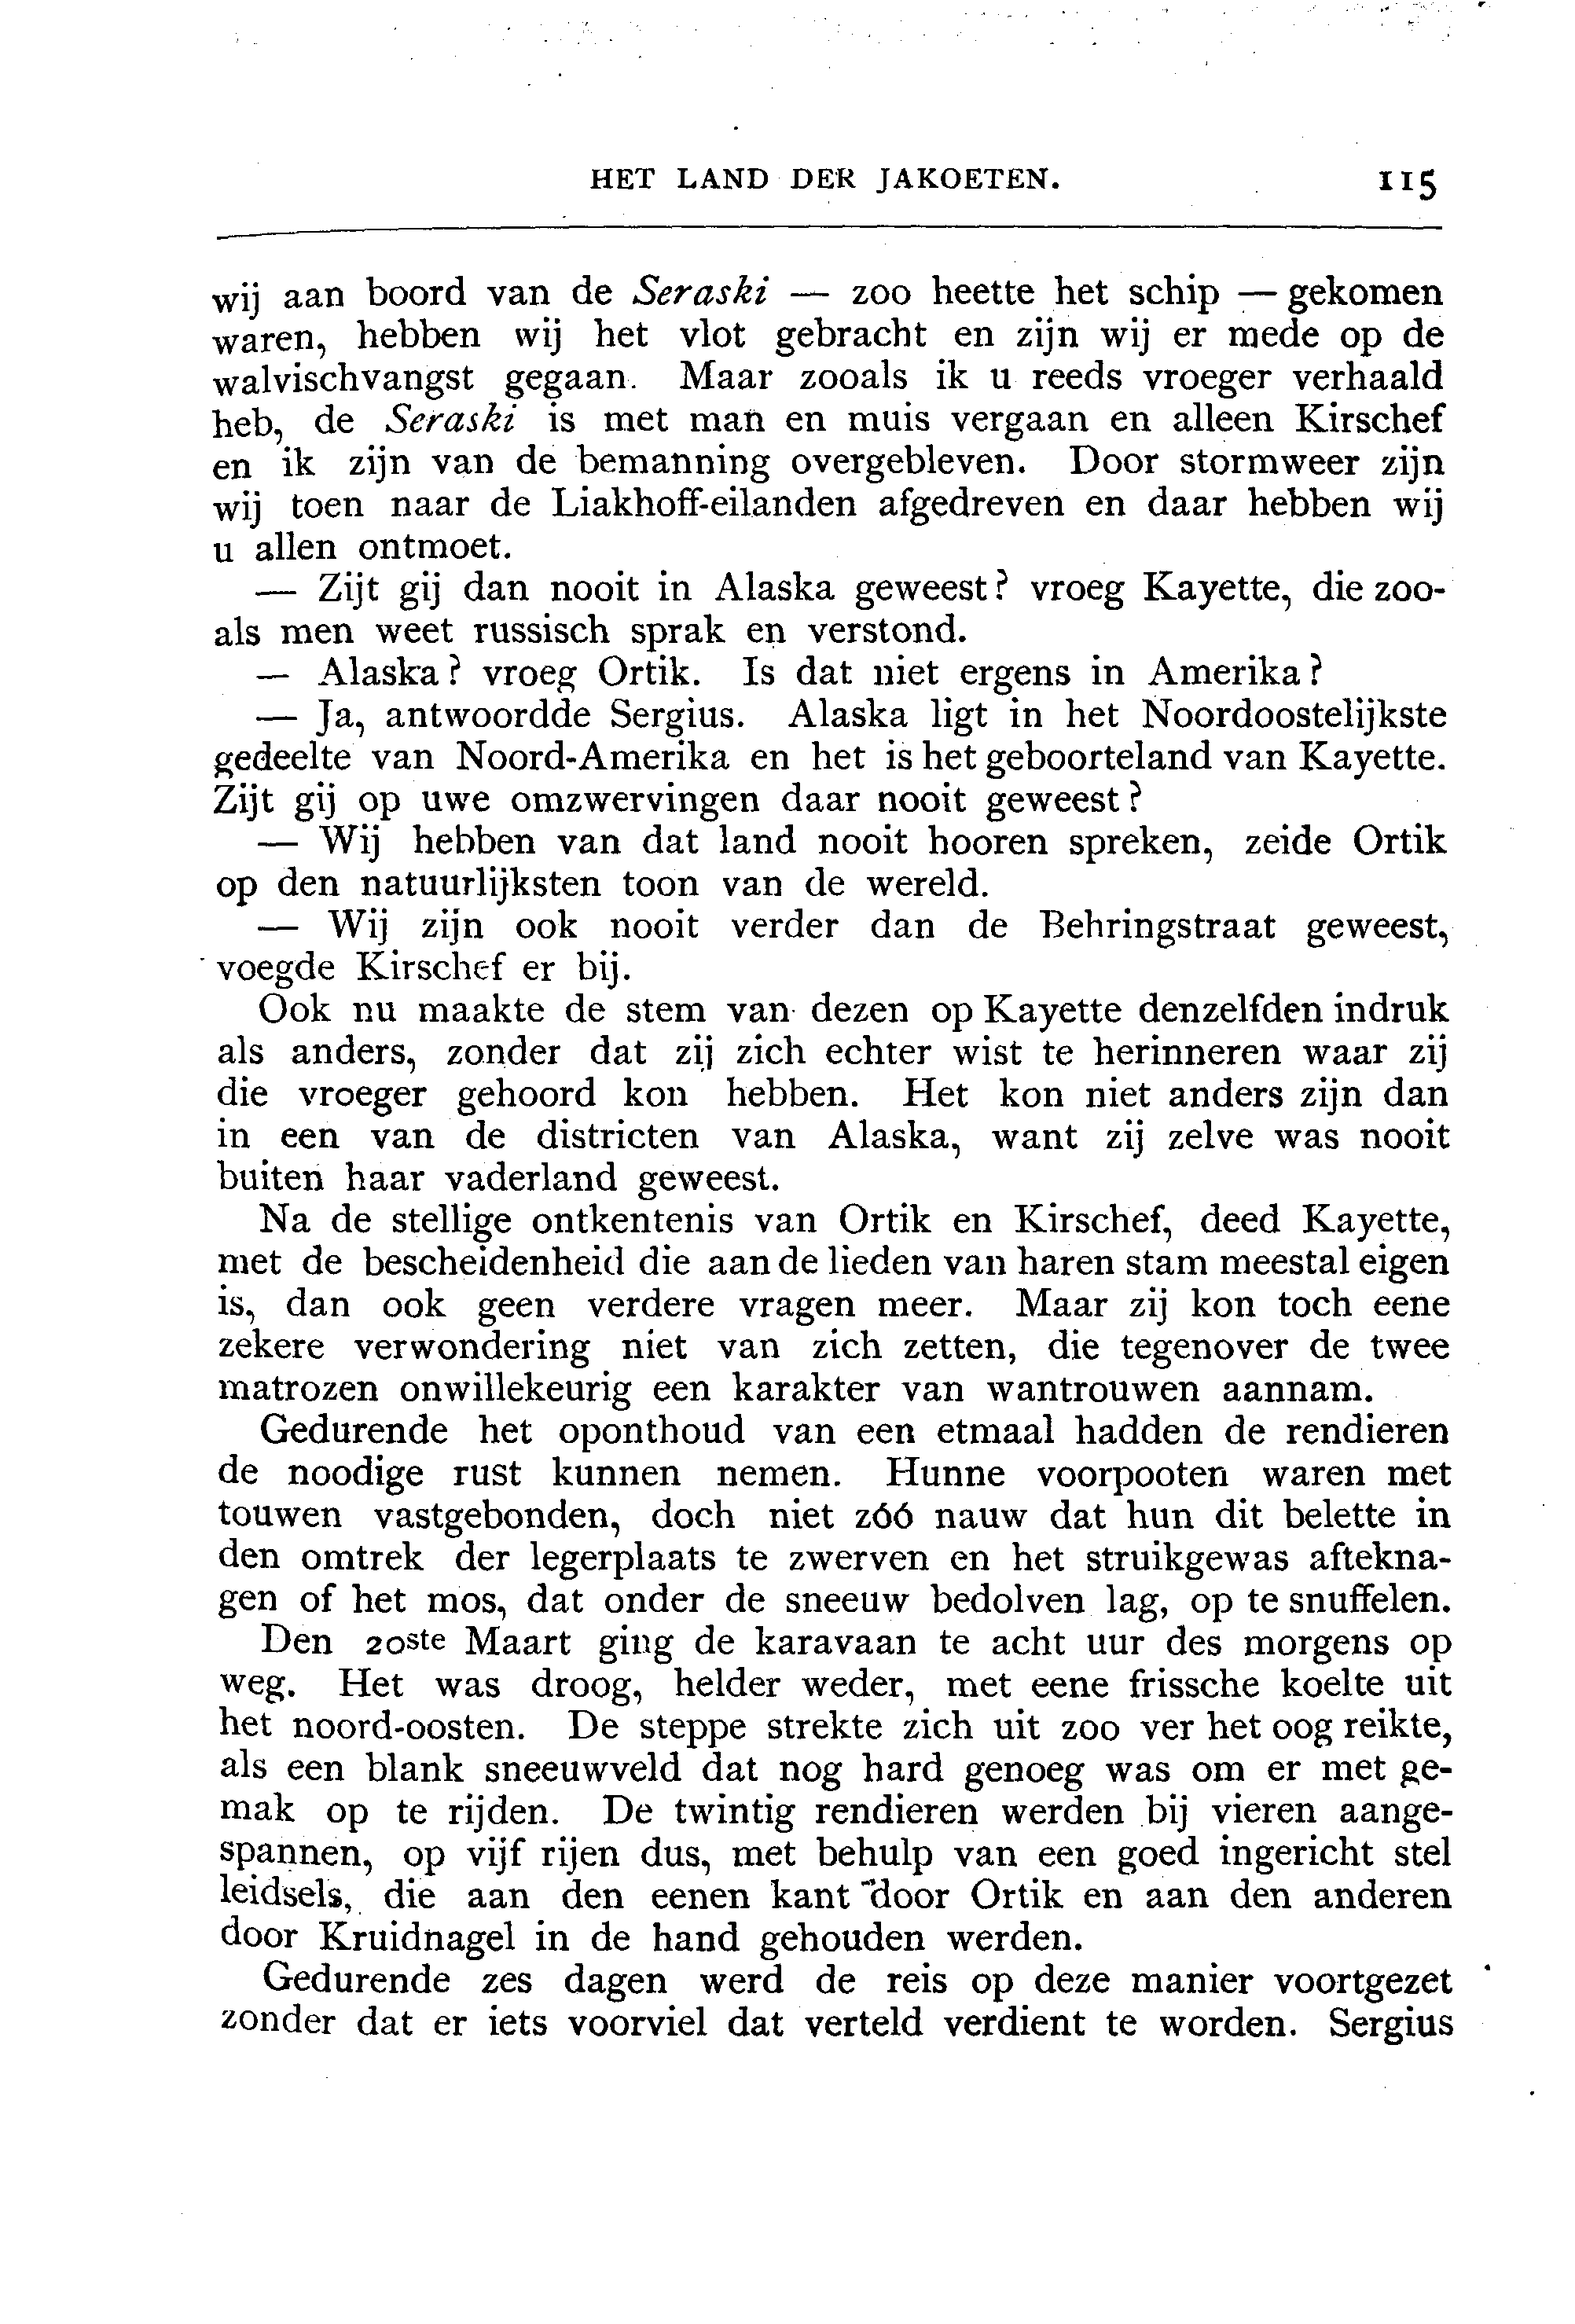 HET LAND DER JAKOETEN. 115
wij aan boord van de Seraski — zoo heette het schip — gekomen
waren, hebben wij het vlot gebracht en zijn wij er mede op de
walvischvangst gegaan. Maar zooals ik u reeds vroeger verhaald
heb, de Seraski is met man en muis vergaan en alleen Kirschef
en ik zijn van de bemanning overgebleven. Door stormweer zijn
wij toen naar de Liakhoff-eilanden afgedreven en daar hebben wij
u allen ontmoet.
— Zijt gij dan nooit in Alaska geweest? vroeg Kayette, die zoo-
als men weet russisch sprak en verstond.
— Alaska? vroeg Ortik. Is dat niet ergens in Amerika?
— Ja, antwoordde Sergius. Alaska ligt in het Noordoostelijkste
gedeelte van Noord-Amerika en het is het geboorteland van Kayette.
Zijt gij op uwe omzwervingen daar nooit geweest?
— Wij hebben van dat land nooit hooren spreken, zeide Ortik
op den natuurlijksten toon van de wereld.
— Wij zijn ook nooit verder dan de Behringstraat geweest,
voegde Kirschef er bij.
Ook nu maakte de stem van dezen op Kayette denzelfden indruk
als anders, zonder dat zij zich echter wist te herinneren waar zij
die vroeger gehoord kon hebben. Het kon niet anders zijn dan
in een van de districten van Alaska, want zij zelve was nooit
buiten haar vaderland geweest.
Na de stellige ontkentenis van Ortik en Kirschef, deed Kayette,
met de bescheidenheid die aan de lieden van haren stam meestal eigen
is, dan ook geen verdere vragen meer. Maar zij kon toch eene
zekere verwondering niet van zich zetten, die tegenover de twee
matrozen onwillekeurig een karakter van wantrouwen aannam.
Gedurende het oponthoud van een etmaal hadden de rendieren
de noodige rust kunnen nemen. Hunne voorpooten waren met
touwen vastgebonden, doch niet zóó nauw dat hun dit belette in
den omtrek der legerplaats te zwerven en het struikgewas aftekna-
gen of het mos, dat onder de sneeuw bedolven lag, op te snuffelen.
Den 20ste Maart ging de karavaan te acht uur des morgens op
weg. Het was droog, helder weder, met eene frissche koelte uit
het noord-oosten. De steppe strekte zich uit zoo ver het oog reikte,
als een blank sneeuwveld dat nog hard genoeg was om er met ge-
mak op te rijden. De twintig rendieren werden bij vieren aange-
spannen, op vijf rijen dus, met behulp van een goed ingericht stel
leidsels, die aan den eenen kant door Ortik en aan den anderen
door Kruidnagel in de hand gehouden werden.
Gedurende zes dagen werd de reis op deze manier voortgezet
zonder dat er iets voorviel dat verteld verdient te worden. Sergius